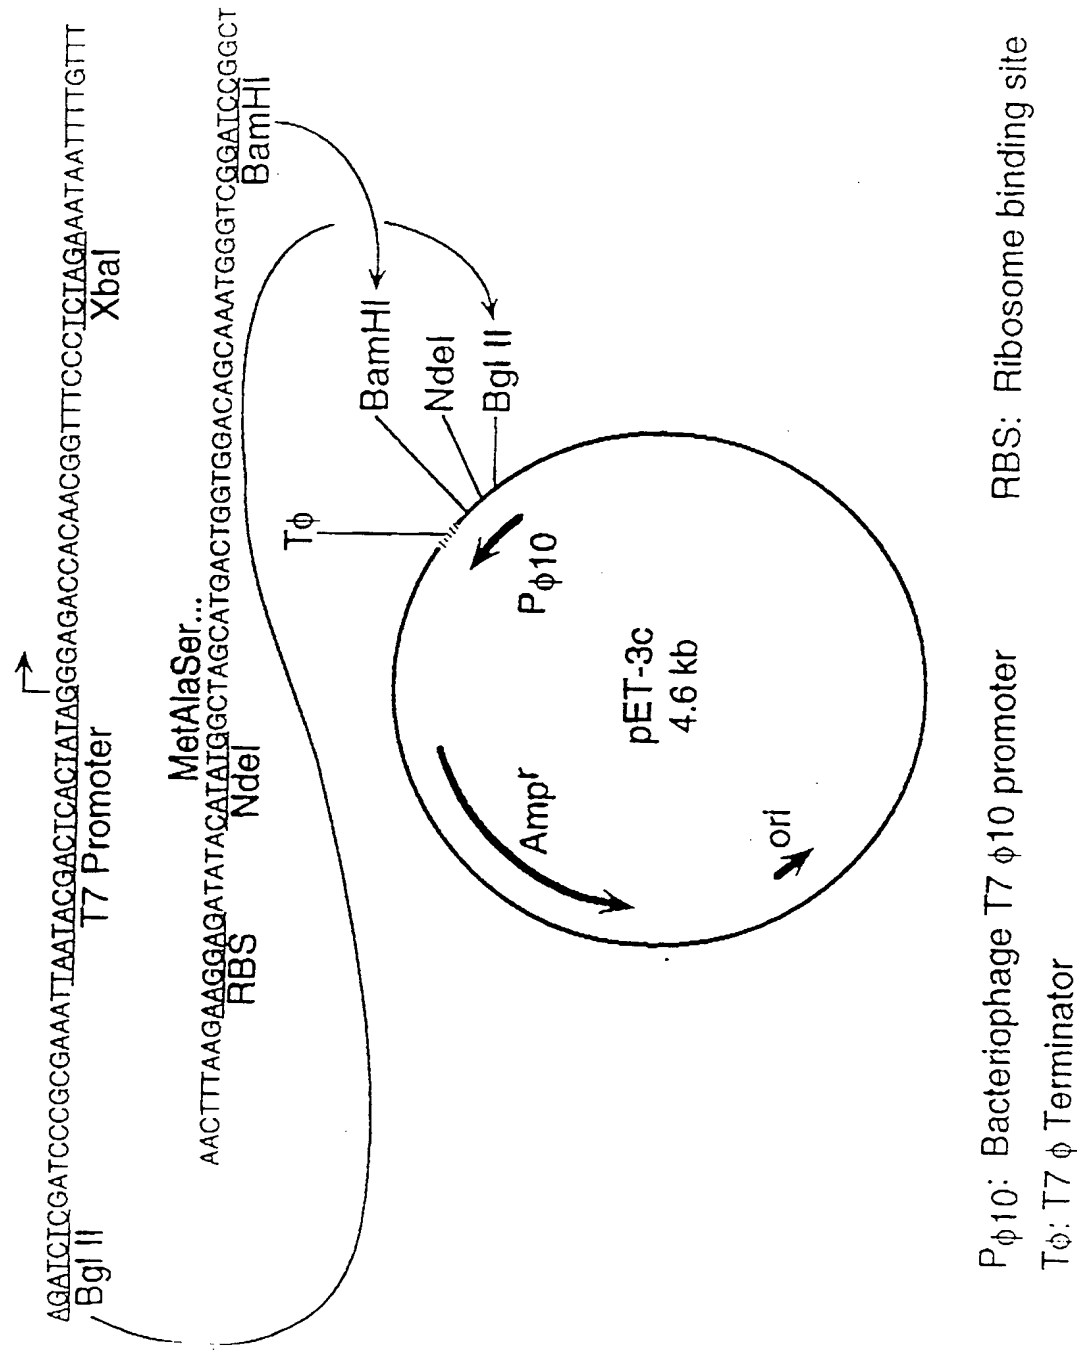 AGATCTCGATCCCGCGAAATTAATACGACTCACTATAGGGAGACCACAACGGTTTCCCTCTAGAAATAATTTTGTTT
Bgl II
T7 Promoter
XbaI
MetAlaSer...
AACTTTAAGAAGGAGATATACATATGGCTAGCATGACTGGTGGACAGCAAATGGGTCGGATCCGGCT
RBS
NdeI
BamHI
Tϕ
BamHI
NdeI
Bgl II
Pϕ10
Ampr
pET-3c
4.6 kb
ori
Pϕ10: Bacteriophage T7 ϕ10 promoter
RBS: Ribosome binding site
Tϕ: T7 ϕ Terminator